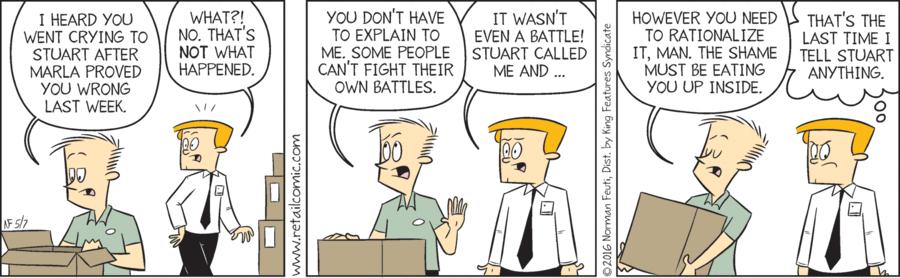 I HEARD YOU
WENT CRYING TO
STUART AFTER
MARLA PROVED
YOU WRONG
LAST WEEK.
WHAT?!
NO. THAT'S
NOT WHAT
HAPPENED.
NF 5/7
www.retailcomic.com
YOU DON'T HAVE
TO EXPLAIN TO
ME. SOME PEOPLE
CAN'T FIGHT THEIR
OWN BATTLES.
IT WASN'T
EVEN A BATTLE!
STUART CALLED
ME AND ...
©2016 Norman Feuti, Dist. by King Features Syndicate
HOWEVER YOU NEED
TO RATIONALIZE
IT, MAN. THE SHAME
MUST BE EATING
YOU UP INSIDE.
THAT'S THE
LAST TIME I
TELL STUART
ANYTHING.